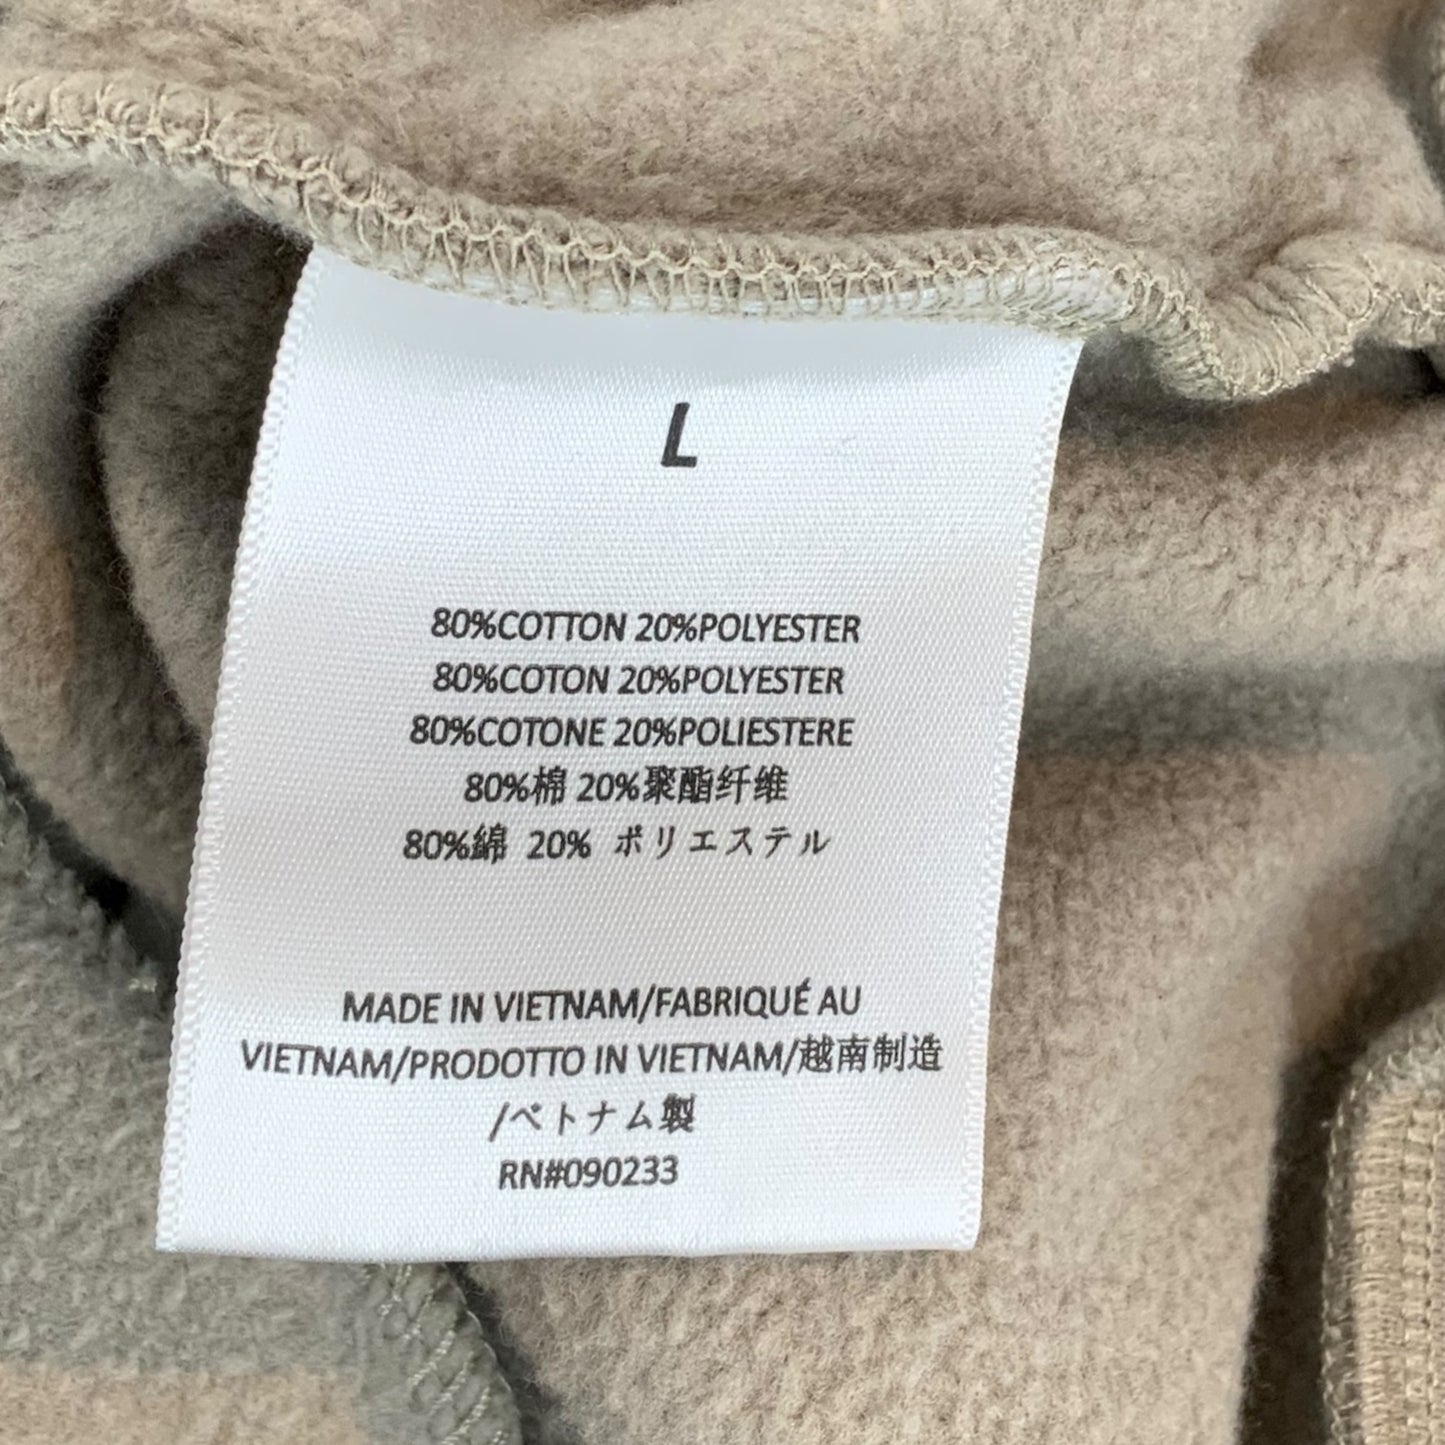 L
80%COTTON 20%POLYESTER
80%COTON 20%POLYESTER
80%COTONE 20%POLIESTERE
80%棉 20%聚酯纤维
80%綿 20% ポリエステル
MADE IN VIETNAM/FABRIQUÉ AU
VIETNAM/PRODOTTO IN VIETNAM/越南制造
/ベトナム製
RN#090233